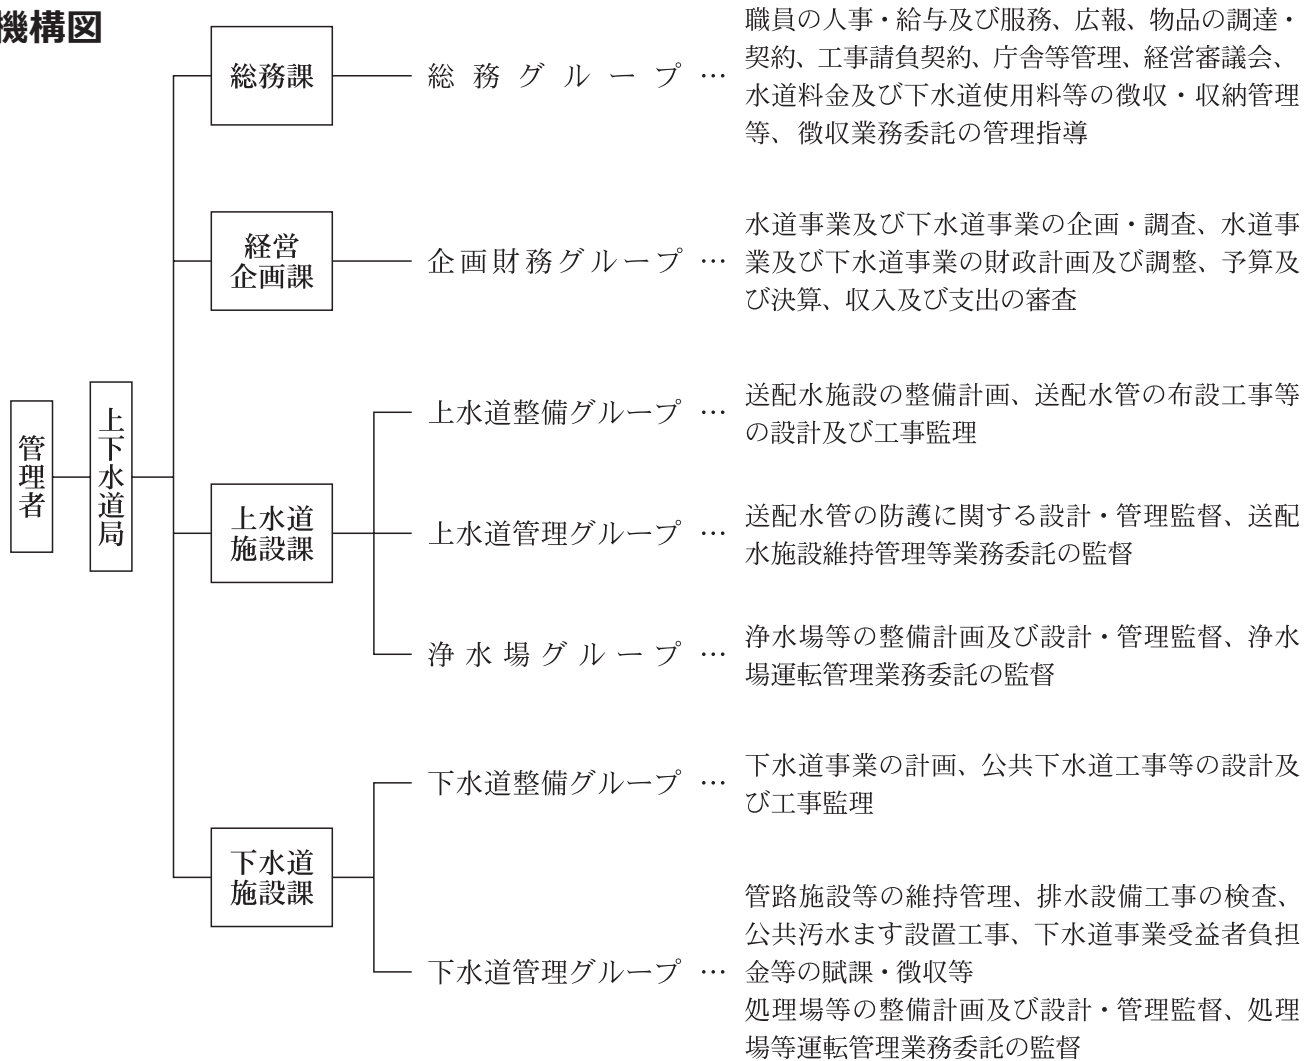 機構図
管理者
上下水道局
総務課
総務グループ …
職員の人事・給与及び服務、広報、物品の調達・
契約、工事請負契約、庁舎等管理、経営審議会、
水道料金及び下水道使用料等の徴収・収納管理
等、徴収業務委託の管理指導
経営
企画課
企画財務グループ …
水道事業及び下水道事業の企画・調査、水道事
業及び下水道事業の財政計画及び調整、予算及
び決算、収入及び支出の審査
上水道
施設課
上水道整備グループ …
送配水施設の整備計画、送配水管の布設工事等
の設計及び工事監理
上水道管理グループ …
送配水管の防護に関する設計・管理監督、送配
水施設維持管理等業務委託の監督
浄水場グループ …
浄水場等の整備計画及び設計・管理監督、浄水
場運転管理業務委託の監督
下水道
施設課
下水道整備グループ …
下水道事業の計画、公共下水道工事等の設計及
び工事監理
下水道管理グループ …
管路施設等の維持管理、排水設備工事の検査、
公共汚水ます設置工事、下水道事業受益者負担
金等の賦課・徴収等
処理場等の整備計画及び設計・管理監督、処理
場等運転管理業務委託の監督